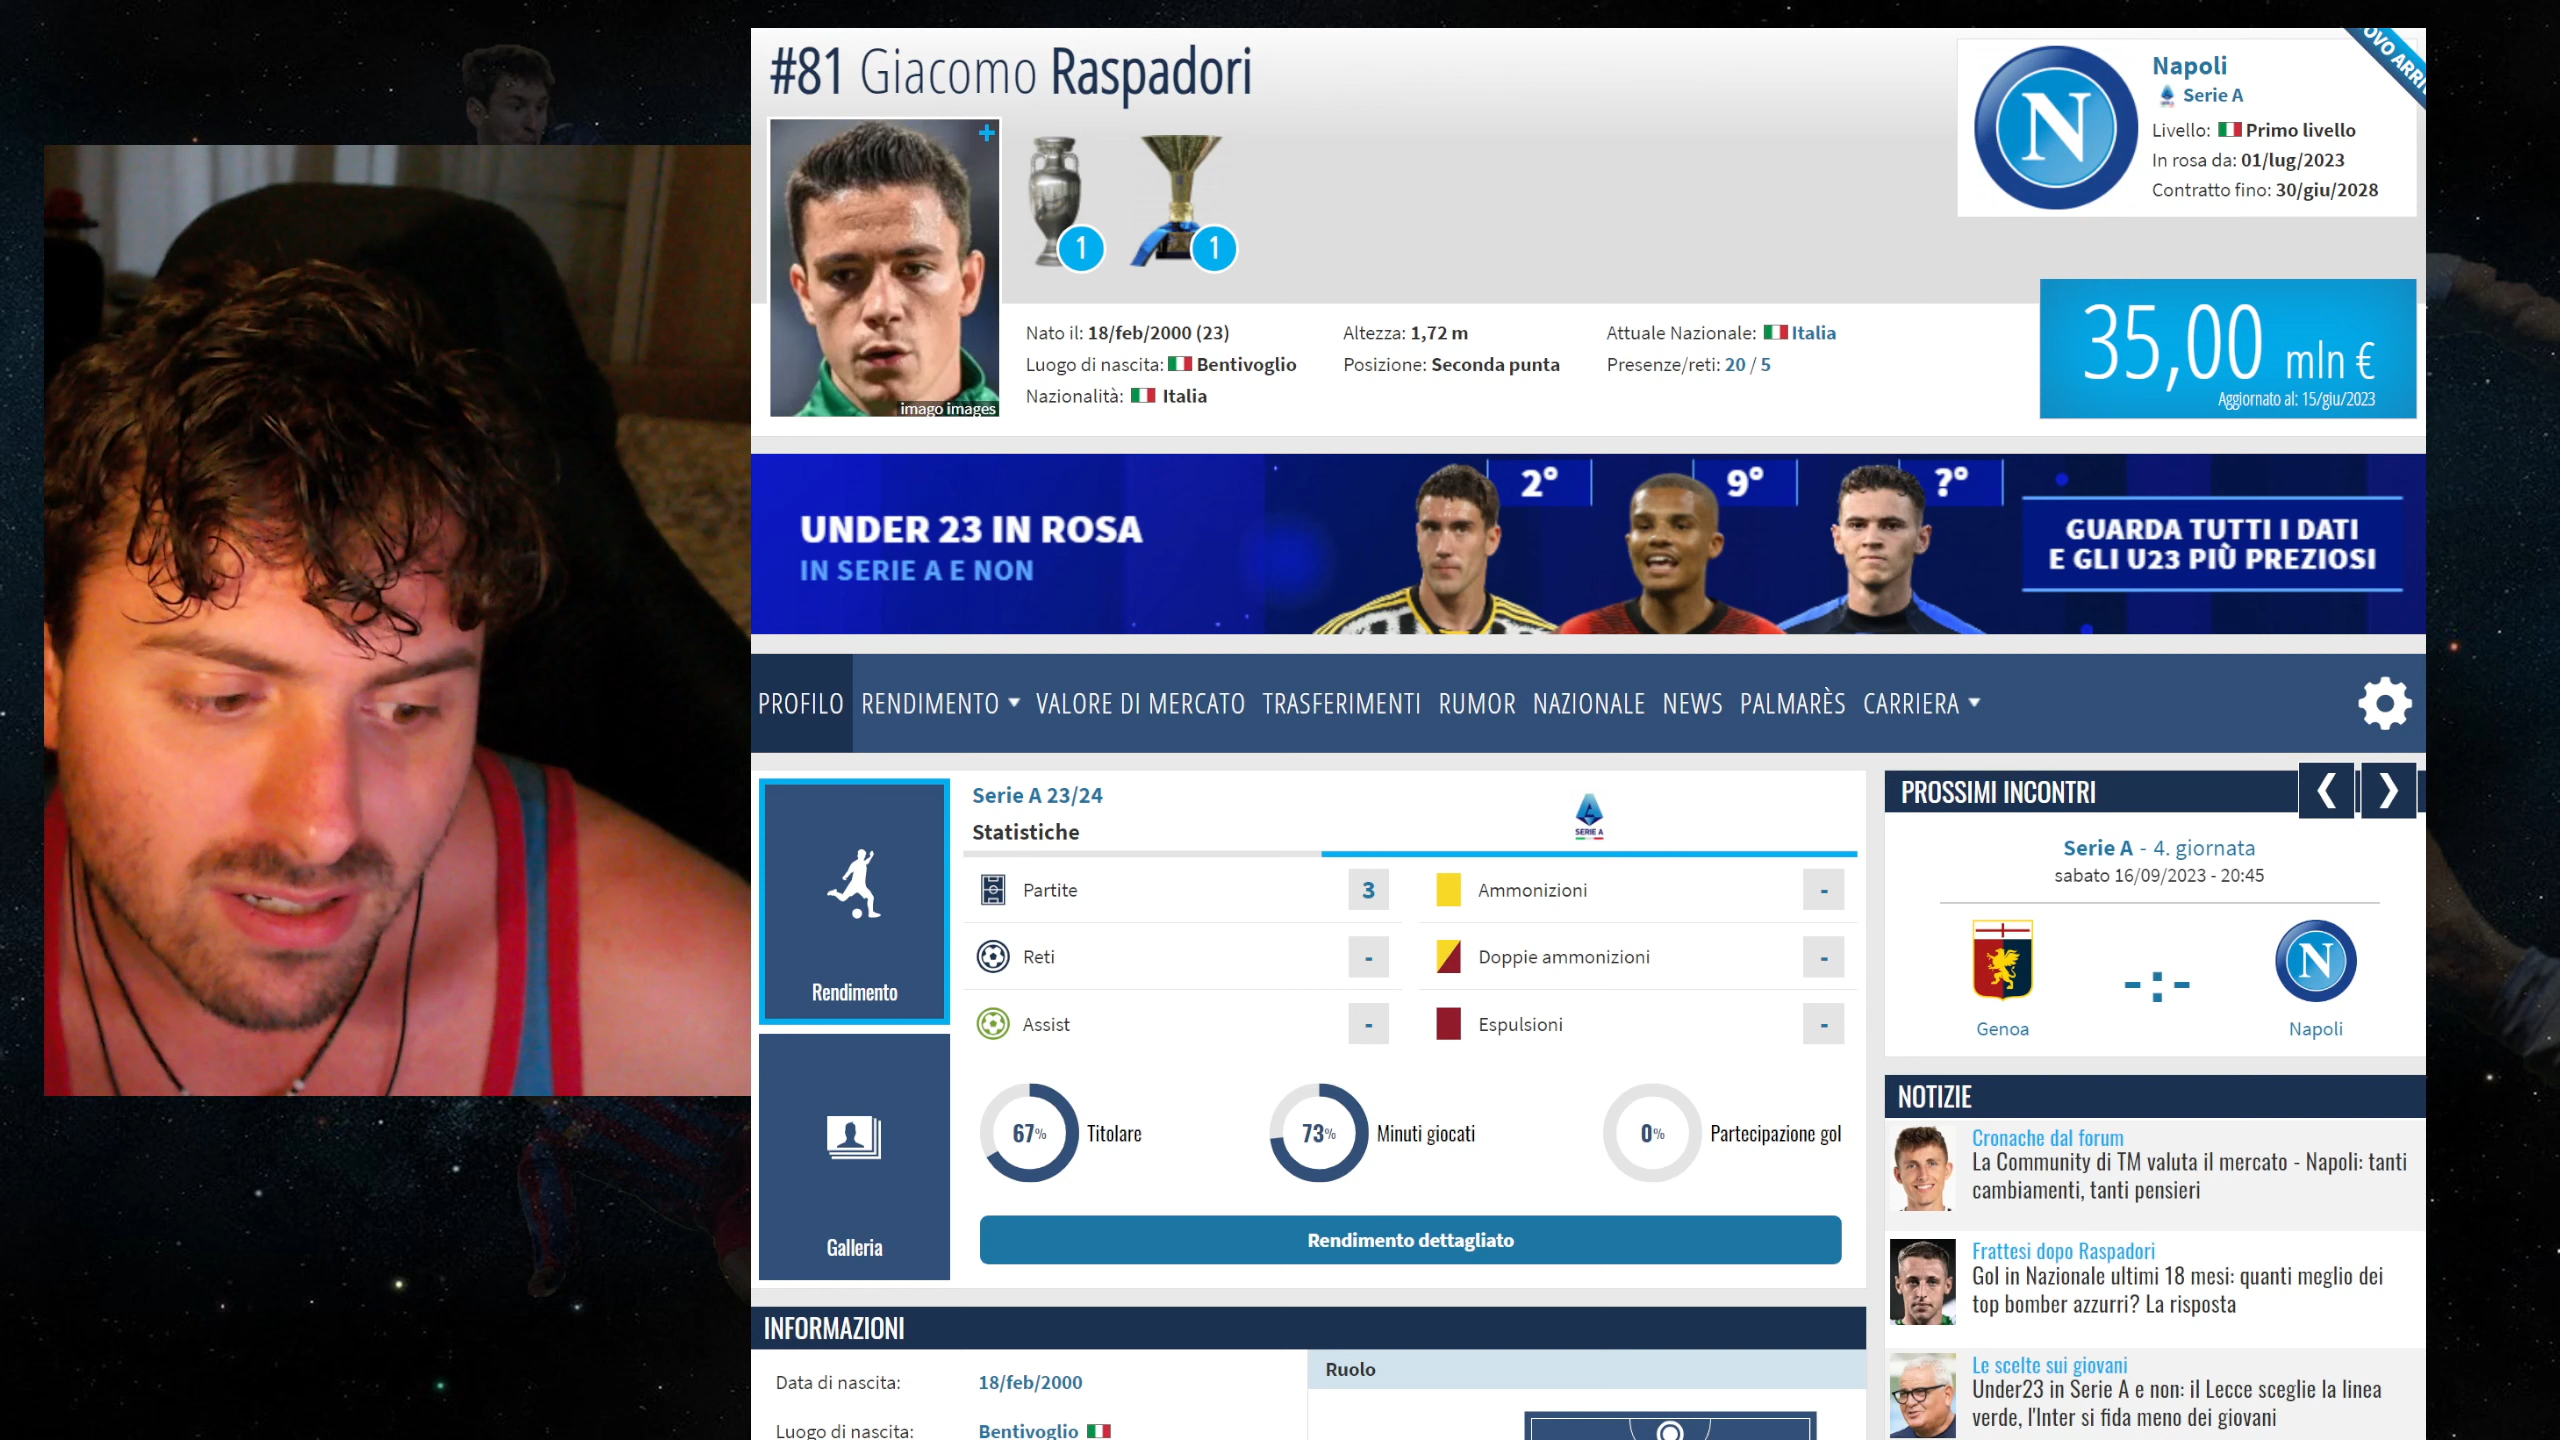 #81 Giacomo Raspadori
Napoli
Serie A
Livello: Primo livello
In rosa da: 01/lug/2023
Contratto fino: 30/giu/2028
N
1
1
imago images
Nato il: 18/feb/2000 (23)
Luogo di nascita: Bentivoglio
Nazionalità: Italia
Altezza: 1,72 m
Posizione: Seconda punta
Attuale Nazionale: Italia
Presenze/reti: 20 / 5
35,00 mln €
Aggiornato al: 15/giu/2023
UNDER 23 IN ROSA
IN SERIE A E NON
2°
9°
?°
GUARDA TUTTI I DATI
E GLI U23 PIÙ PREZIOSI
PROFILO RENDIMENTO VALORE DI MERCATO TRASFERIMENTI RUMOR NAZIONALE NEWS PALMARÈS CARRIERA
Rendimento
Galleria
Serie A 23/24
Statistiche
SERIE A
Partite 3
Ammonizioni -
Reti -
Doppie ammonizioni -
Assist -
Espulsioni -
67% Titolare
73% Minuti giocati
0% Partecipazione gol
Rendimento dettagliato
INFORMAZIONI
Data di nascita: 18/feb/2000
Luogo di nascita: Bentivoglio
Ruolo
PROSSIMI INCONTRI
Serie A - 4. giornata
sabato 16/09/2023 - 20:45
-:-
N
Genoa
Napoli
NOTIZIE
Cronache dal forum
La Community di TM valuta il mercato - Napoli: tanti
cambiamenti, tanti pensieri
Frattesi dopo Raspadori
Gol in Nazionale ultimi 18 mesi: quanti meglio dei
top bomber azzurri? La risposta
Le scelte sui giovani
Under23 in Serie A e non: il Lecce sceglie la linea
verde, l'Inter si fida meno dei giovani